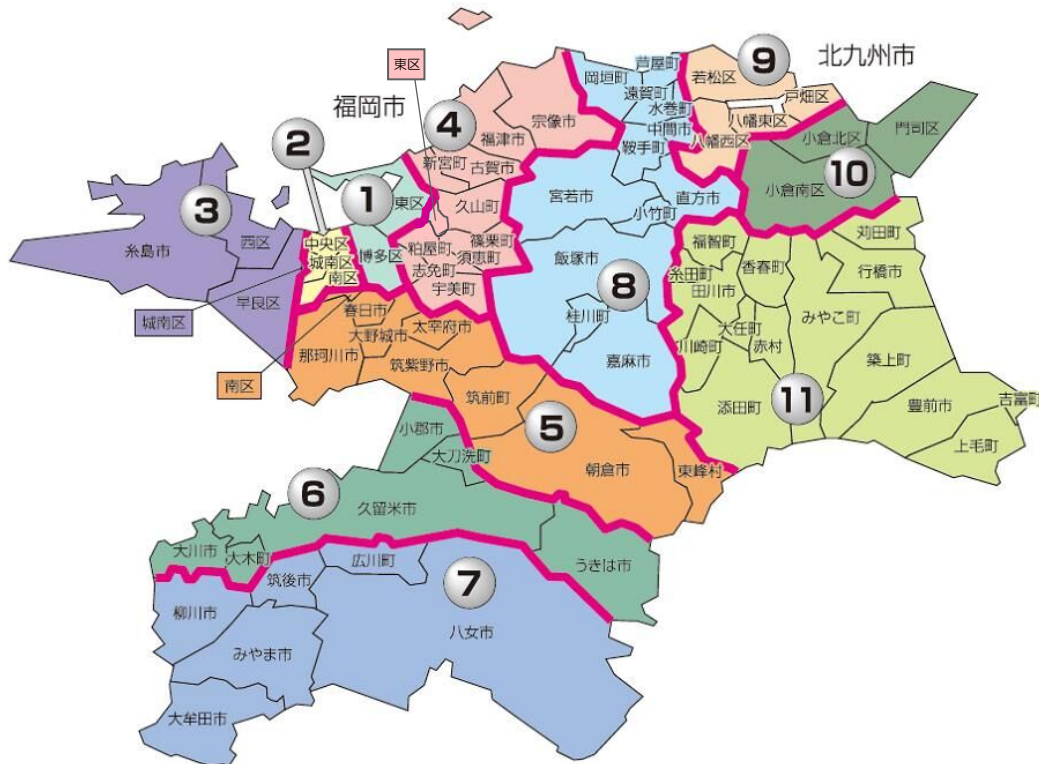 北九州市
福岡市
東区
9
若松区
戸畑区
八幡東区
八幡西区
芦屋町
岡垣町
遠賀町
水巻町
中間市
鞍手町
4
宗像市
福津市
新宮町
古賀市
久山町
篠栗町
粕屋町
須恵町
志免町
宇美町
門司区
小倉北区
10
小倉南区
2
1
東区
博多区
3
糸島市
西区
早良区
中央区
城南区
南区
城南区
南区
宮若市
直方市
小竹町
飯塚市
8
桂川町
嘉麻市
苅田町
福智町
香春町
行橋市
糸田町
田川市
みやこ町
大任町
川崎町
赤村
築上町
添田町
11
豊前市
吉富町
上毛町
春日市
大野城市
太宰府市
那珂川市
筑紫野市
筑前町
5
朝倉市
東峰村
小郡市
大刀洗町
6
久留米市
大川市
大木町
うきは市
広川町
7
筑後市
柳川市
八女市
みやま市
大牟田市